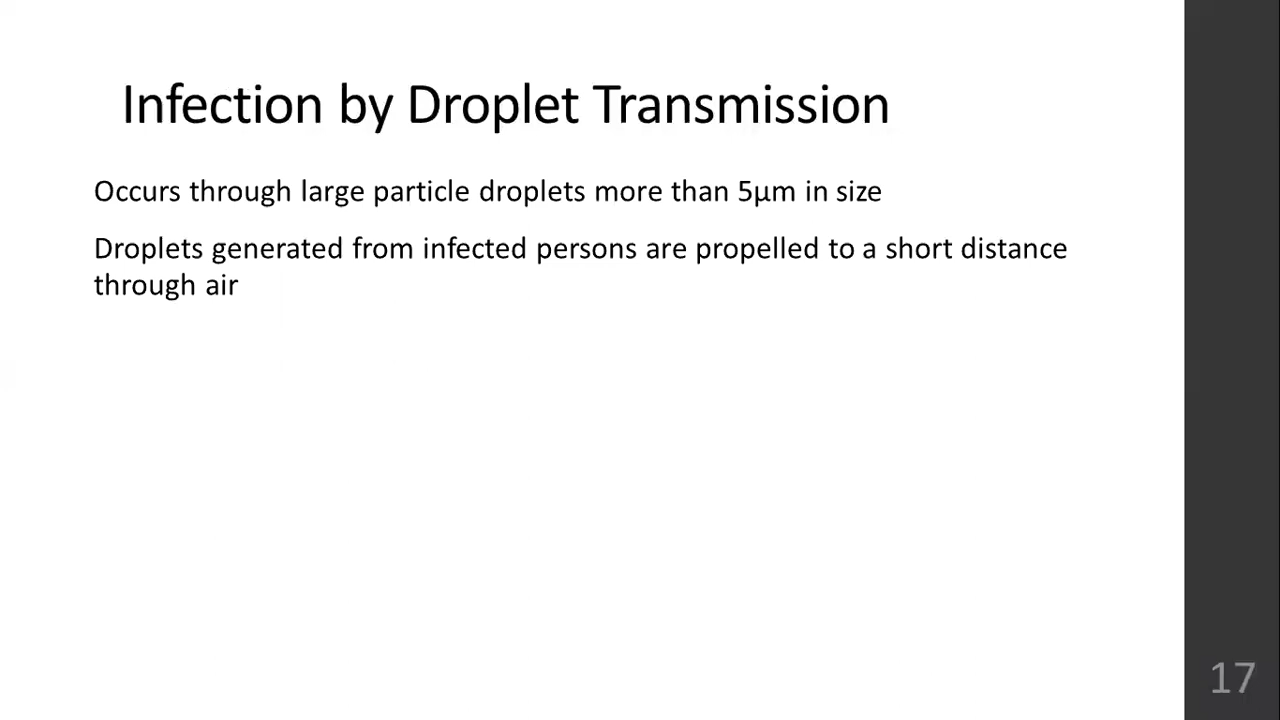 Infection by Droplet Transmission
Occurs through large particle droplets more than 5µm in size
Droplets generated from infected persons are propelled to a short distance
through air
17